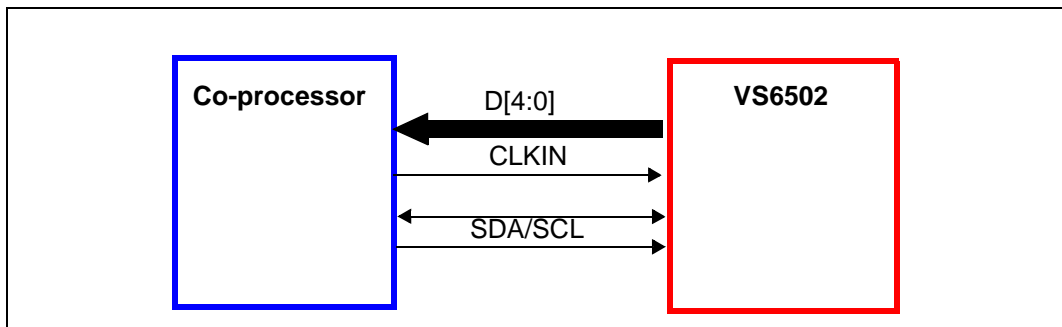 Co-processor
VS6502
D[4:0]
CLKIN
SDA/SCL